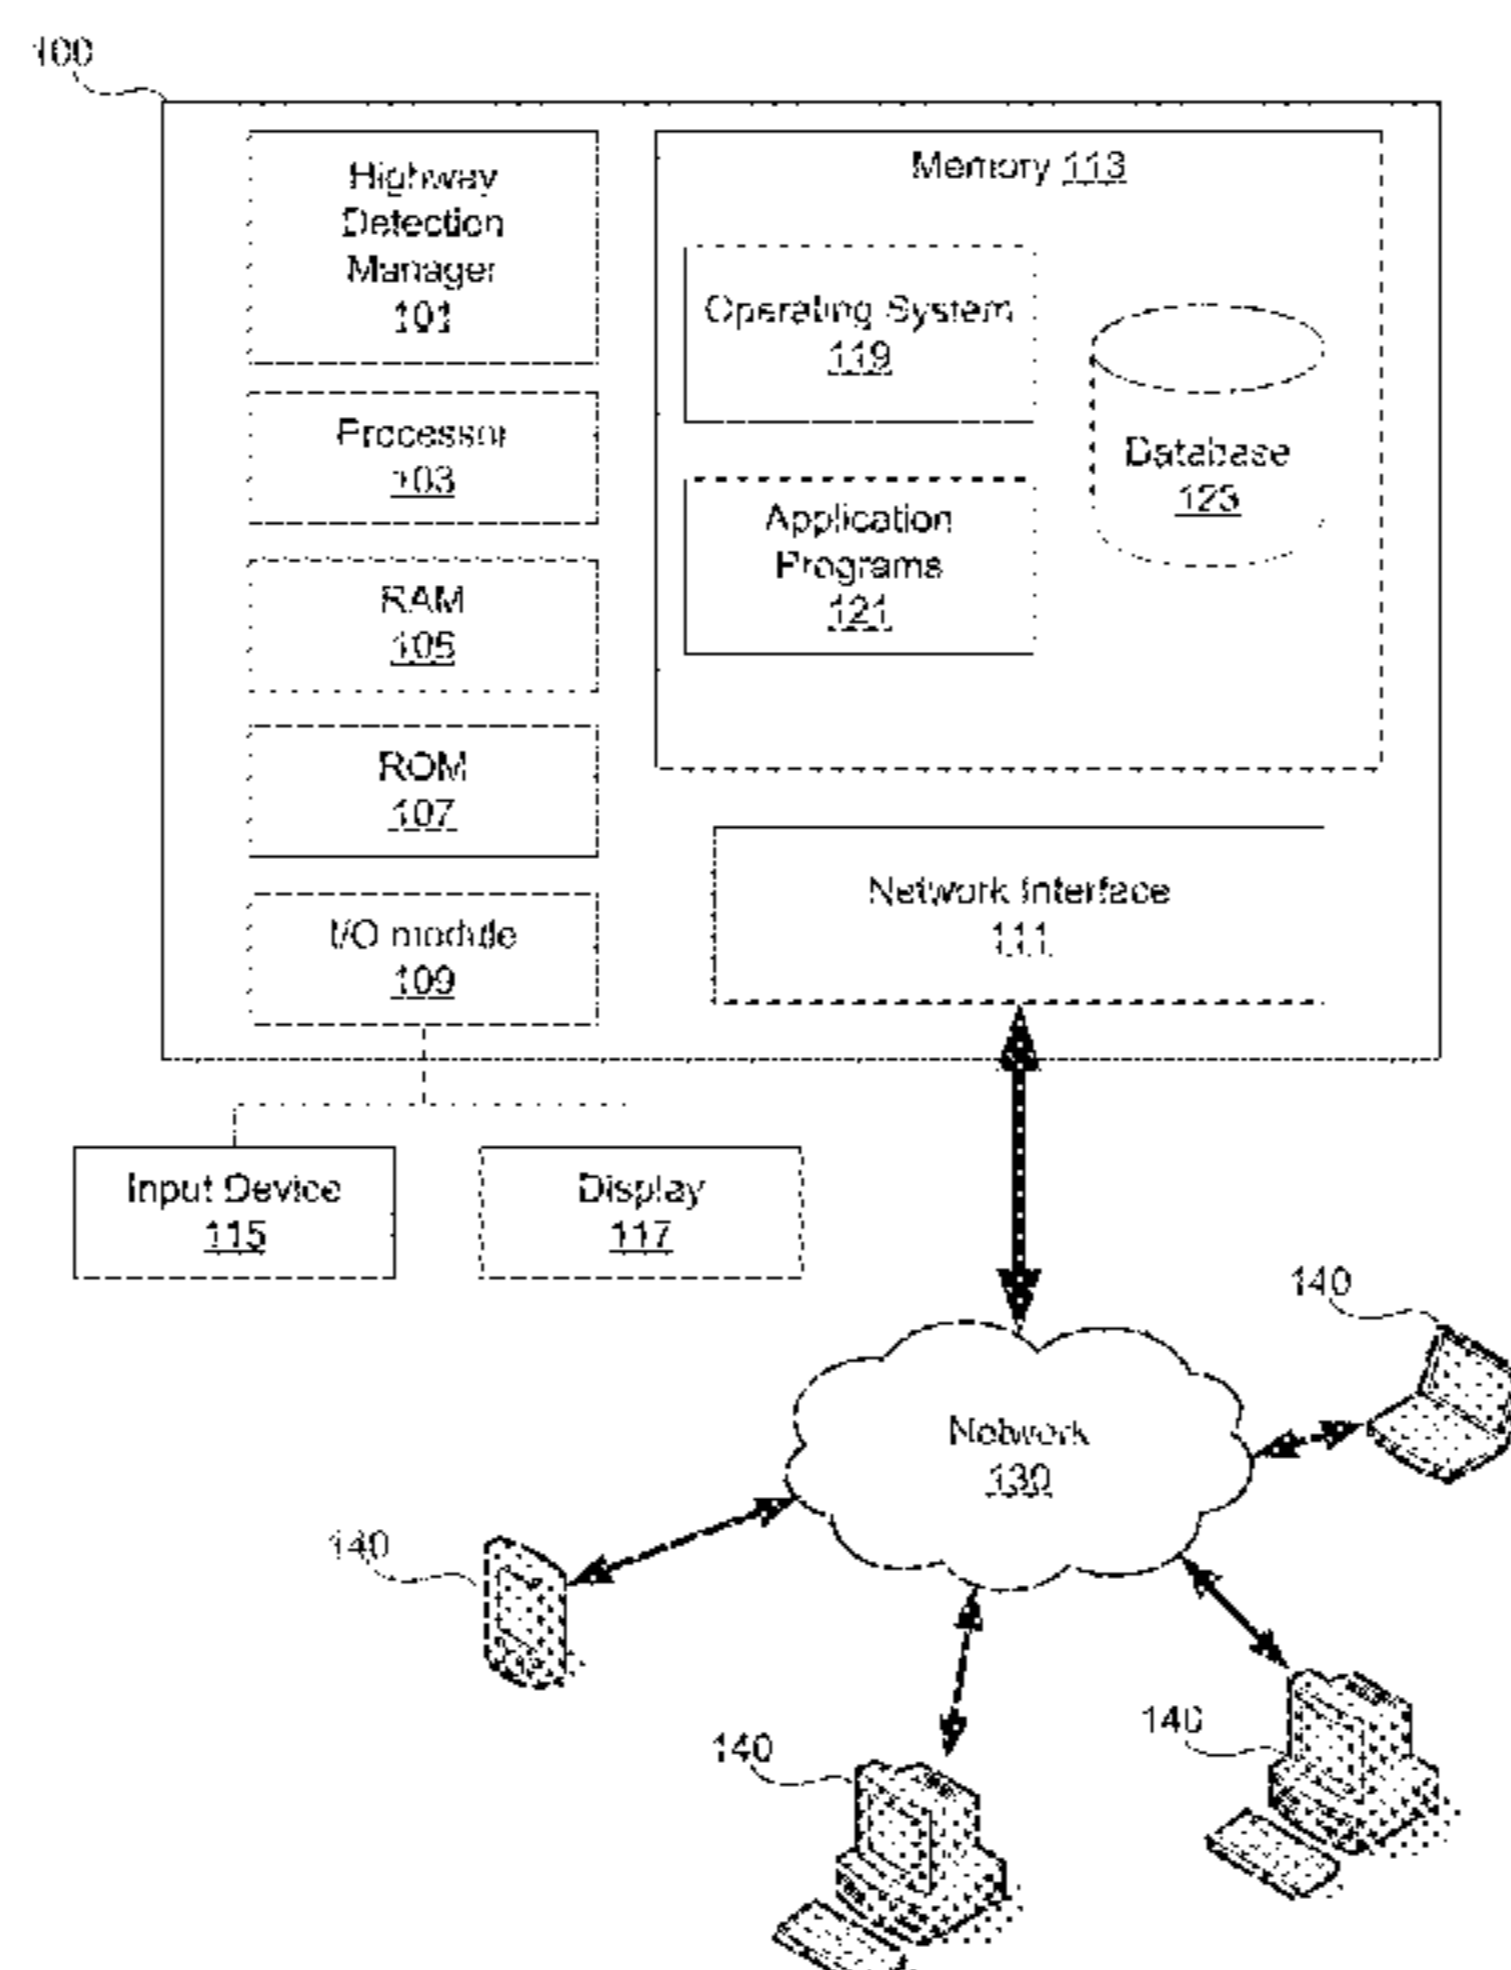 100
Highway
Detection
Manager
101
Processor
103
RAM
105
ROM
107
I/O module
109
Memory 113
Operating System
119
Application
Programs
121
Database
123
Network Interface
111
Input Device
115
Display
117
Network
130
140
140
140
140